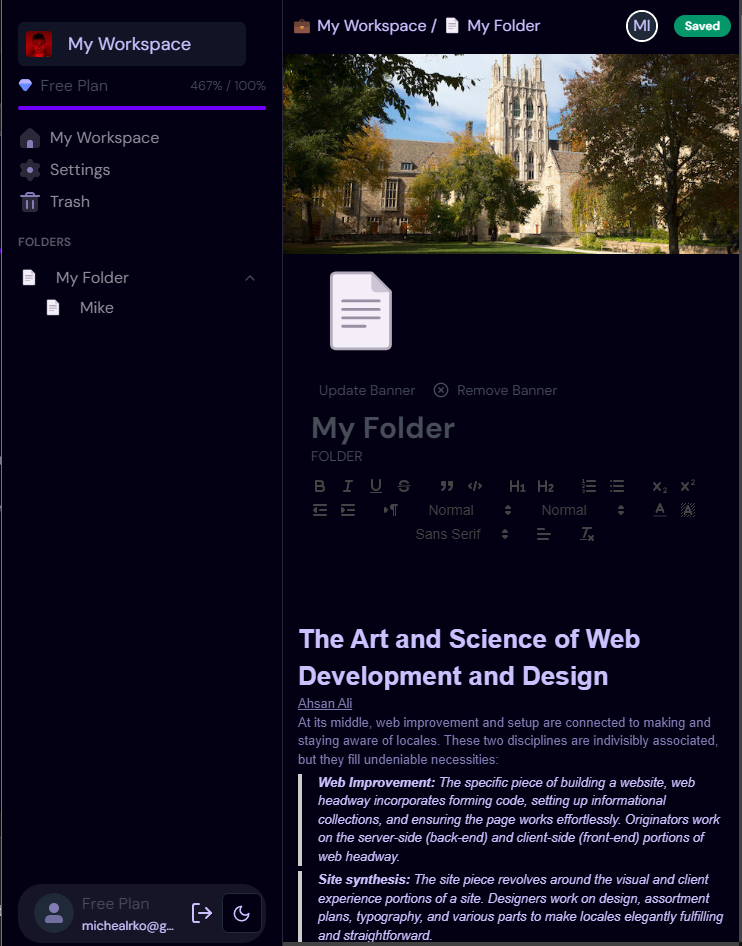 My Workspace
Free Plan 467% / 100%
My Workspace
Settings
Trash
FOLDERS
My Folder
Mike
Free Plan
michealrko@g...
My Workspace / My Folder
MI
Saved
Update Banner Remove Banner
My Folder
FOLDER
B I U S H1 H2 X2 X2
Normal Normal A A
Sans Serif Tx
The Art and Science of Web
Development and Design
Ahsan Ali
At its middle, web improvement and setup are connected to making and
staying aware of locales. These two disciplines are indivisibly associated,
but they fill undeniable necessities:
Web Improvement: The specific piece of building a website, web
headway incorporates forming code, setting up informational
collections, and ensuring the page works effortlessly. Originators work
on the server-side (back-end) and client-side (front-end) portions of
web headway.
Site synthesis: The site piece revolves around the visual and client
experience portions of a site. Designers work on design, assortment
plans, typography, and various parts to make locales elegantly fulfilling
and straightforward.